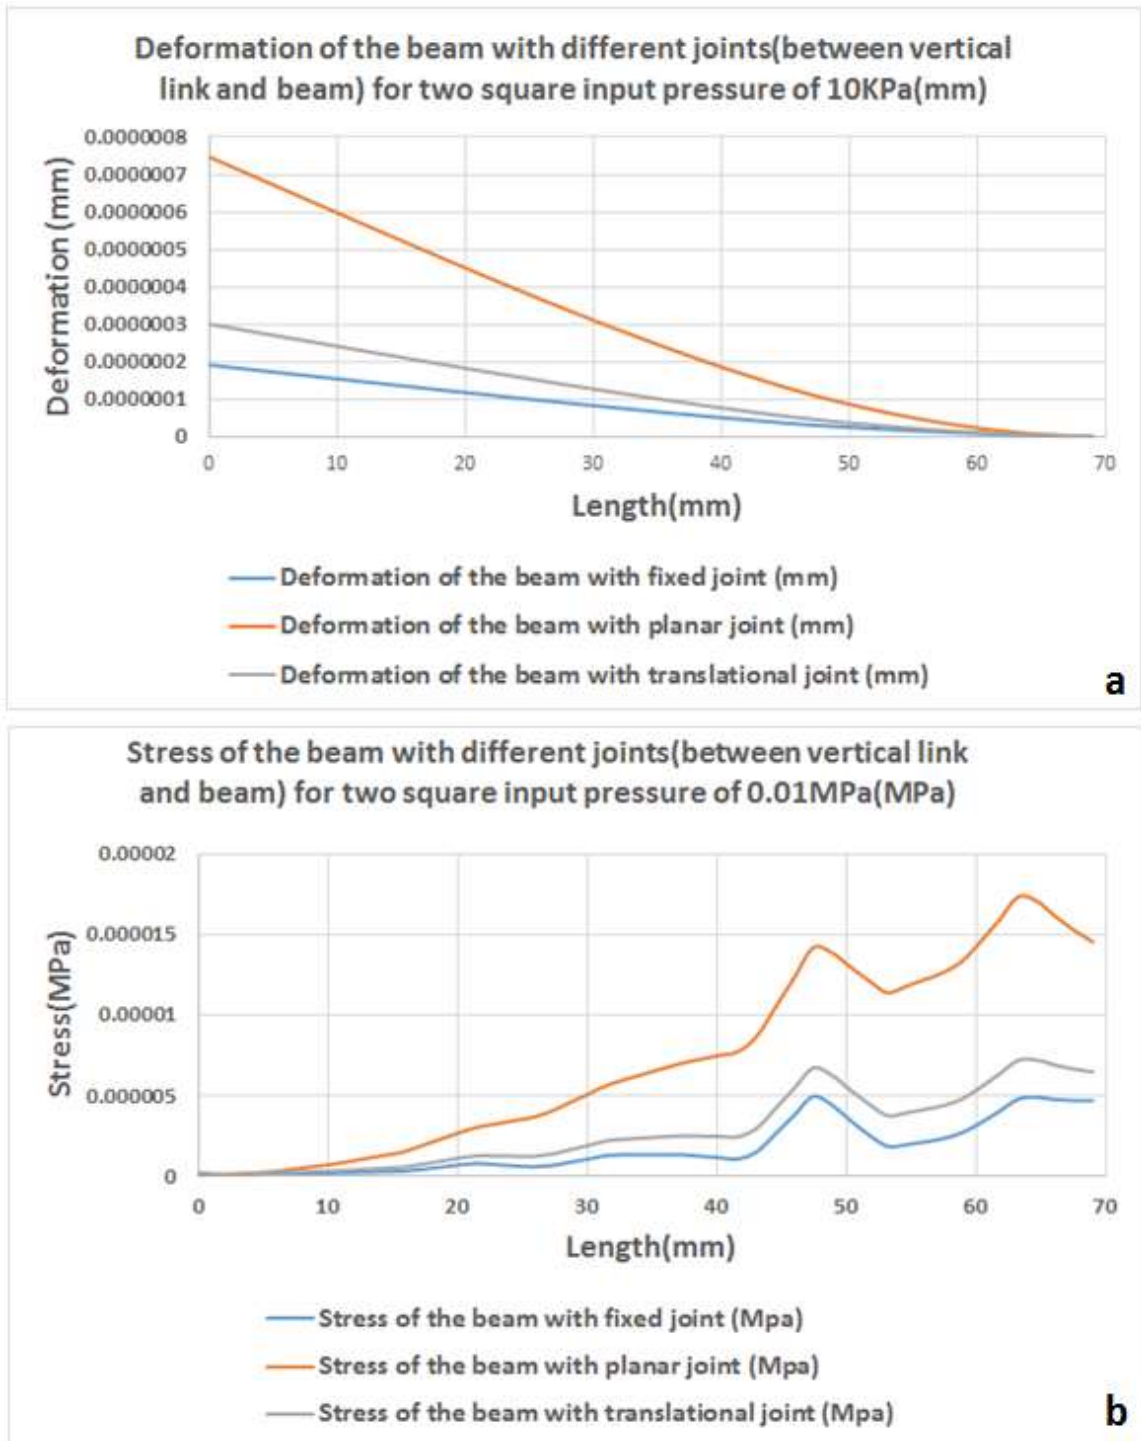 Deformation of the beam with different joints(between vertical
link and beam) for two square input pressure of 10KPa(mm)
0.0000008
0.0000007
0.0000006
0.0000005
0.0000004
0.0000003
0.0000002
0.0000001
0
Deformation (mm)
0 10 20 30 40 50 60 70
Length(mm)
Deformation of the beam with fixed joint (mm)
Deformation of the beam with planar joint (mm)
Deformation of the beam with translational joint (mm)
a
Stress of the beam with different joints(between vertical link
and beam) for two square input pressure of 0.01MPa(MPa)
0.00002
0.000015
0.00001
0.000005
0
Stress(MPa)
0 10 20 30 40 50 60 70
Length(mm)
Stress of the beam with fixed joint (Mpa)
Stress of the beam with planar joint (Mpa)
Stress of the beam with translational joint (Mpa)
b